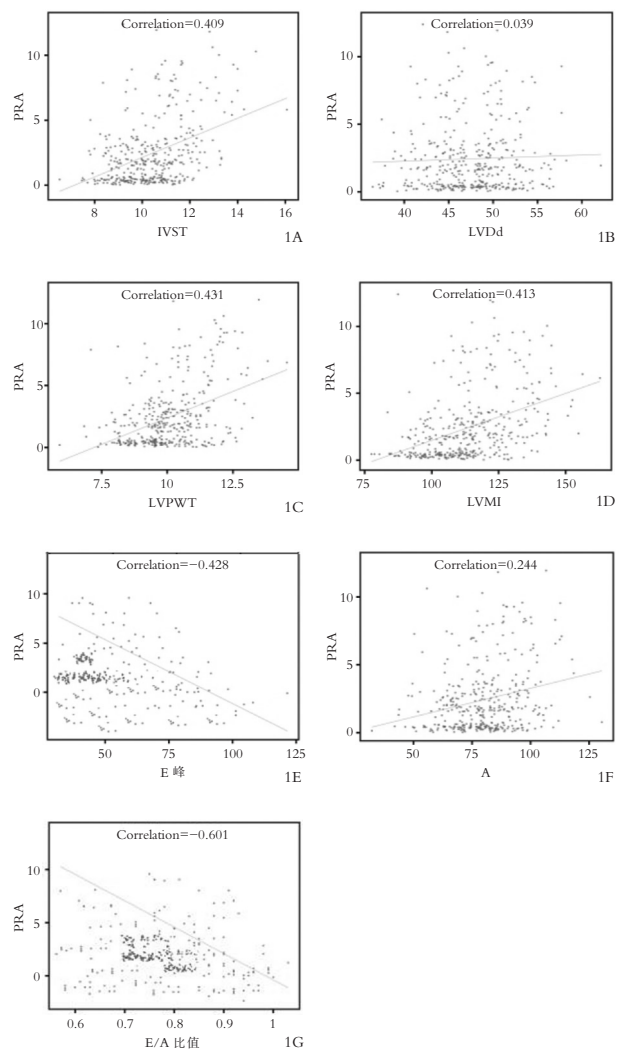 Correlation=0.409
10
5
0
PRA
8
10
12
14
16
IVST
1A
Correlation=0.039
10
5
0
PRA
40
45
50
55
60
LVDd
1B
Correlation=0.431
10
5
0
PRA
7.5
10
12.5
LVPWT
1C
Correlation=0.413
10
5
0
PRA
75
100
125
150
LVMI
1D
Correlation=−0.428
10
5
0
PRA
50
75
100
125
E 峰
1E
Correlation=0.244
10
5
0
PRA
50
75
100
125
A
1F
Correlation=−0.601
10
5
0
PRA
0.6
0.7
0.8
0.9
1
E/A 比值
1G